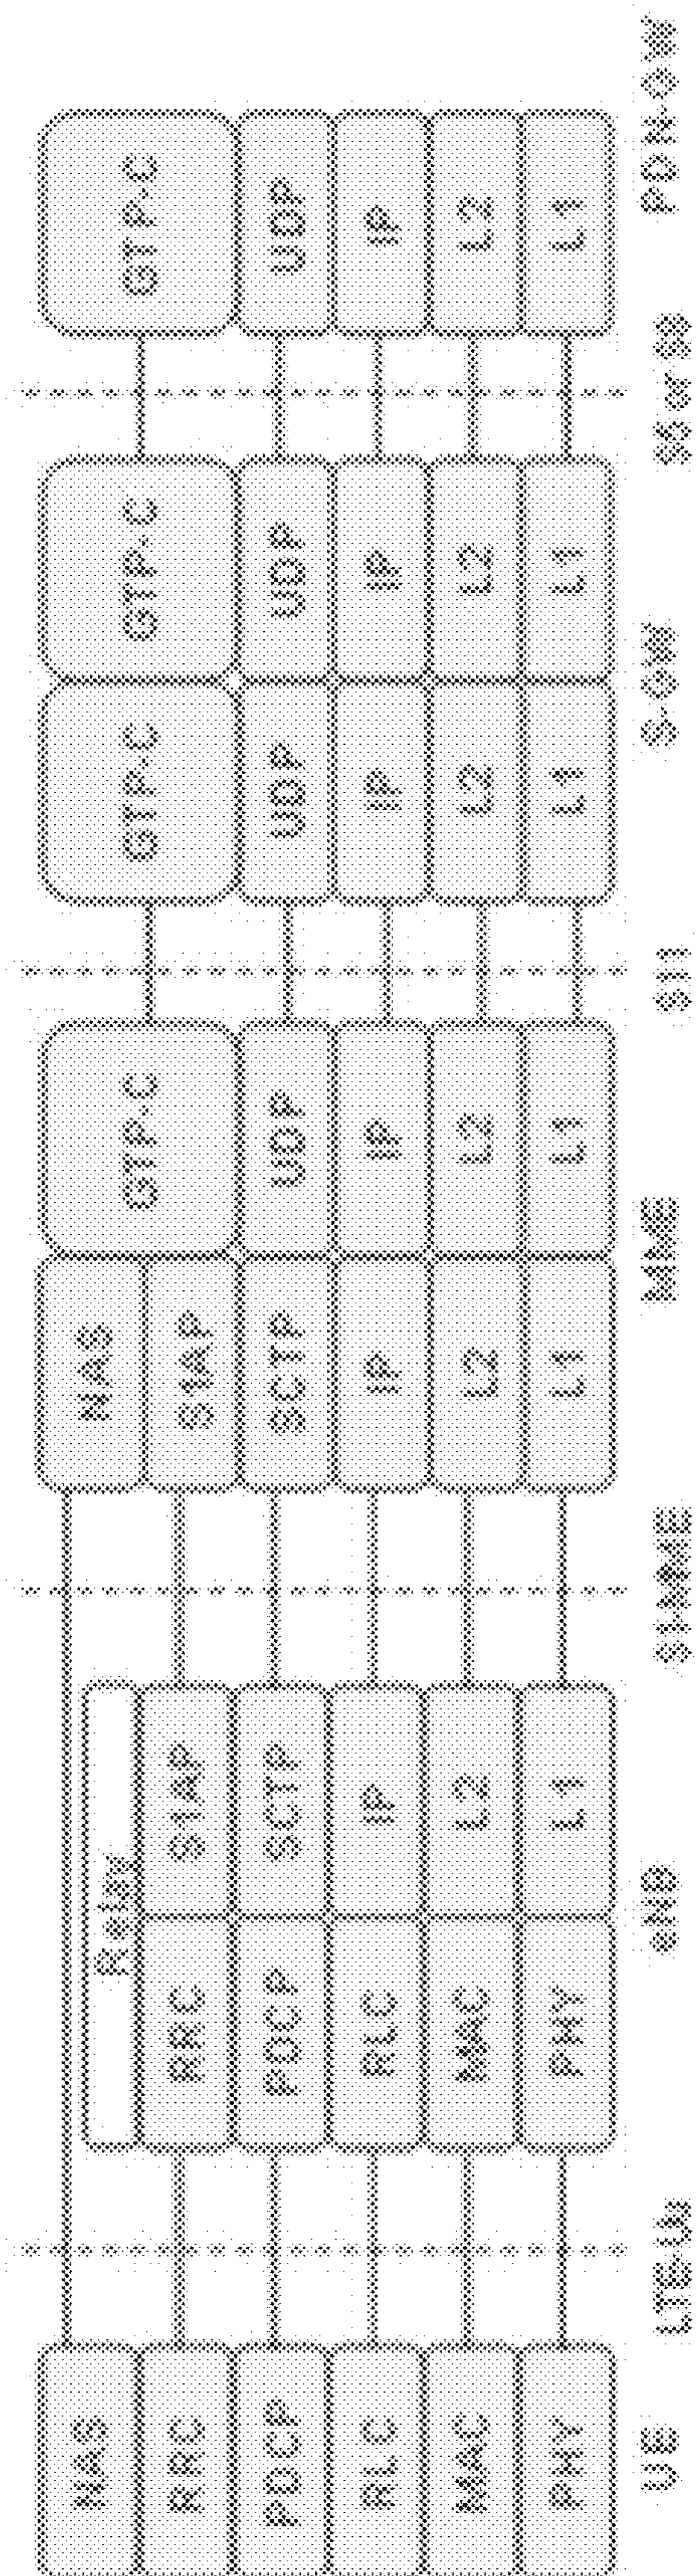 NAS NAS
Relay
GTP-C GTP-C GTP-C GTP-C
RRC RRC S1AP S1AP
PDCP PDCP SCTP SCTP UDP UDP UDP UDP
RLC RLC IP IP IP IP IP IP
MAC MAC L2 L2 L2 L2 L2 L2
PHY PHY L1 L1 L1 L1 L1 L1
UE LTE-Uu eNB S1-MME MME S11 S-GW S5 or S8 PDN-GW